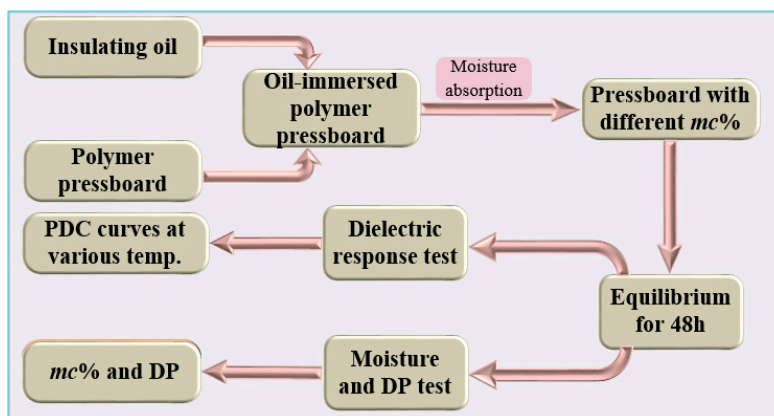 Insulating oil
Oil-immersed
polymer
pressboard
Moisture
absorption
Pressboard with
different mc%
Polymer
pressboard
PDC curves at
various temp.
Dielectric
response test
Equilibrium
for 48h
mc% and DP
Moisture
and DP test